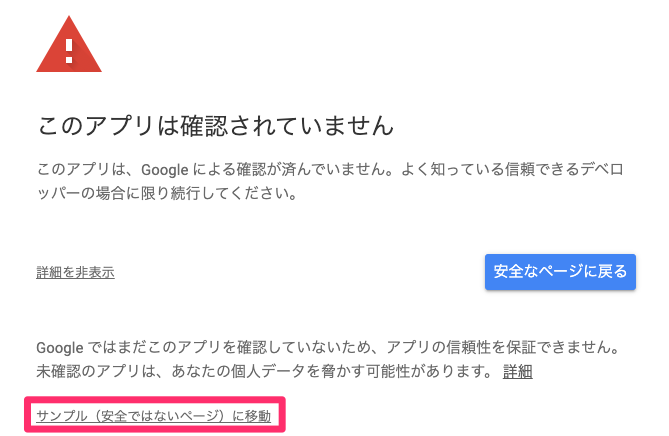 このアプリは確認されていません
このアプリは、Google による確認が済んでいません。よく知っている信頼できるデベロ
ッパーの場合に限り続行してください。
詳細を非表示
安全なページに戻る
Google ではまだこのアプリを確認していないため、アプリの信頼性を保証できません。
未確認のアプリは、あなたの個人データを脅かす可能性があります。 詳細
サンプル（安全ではないページ）に移動